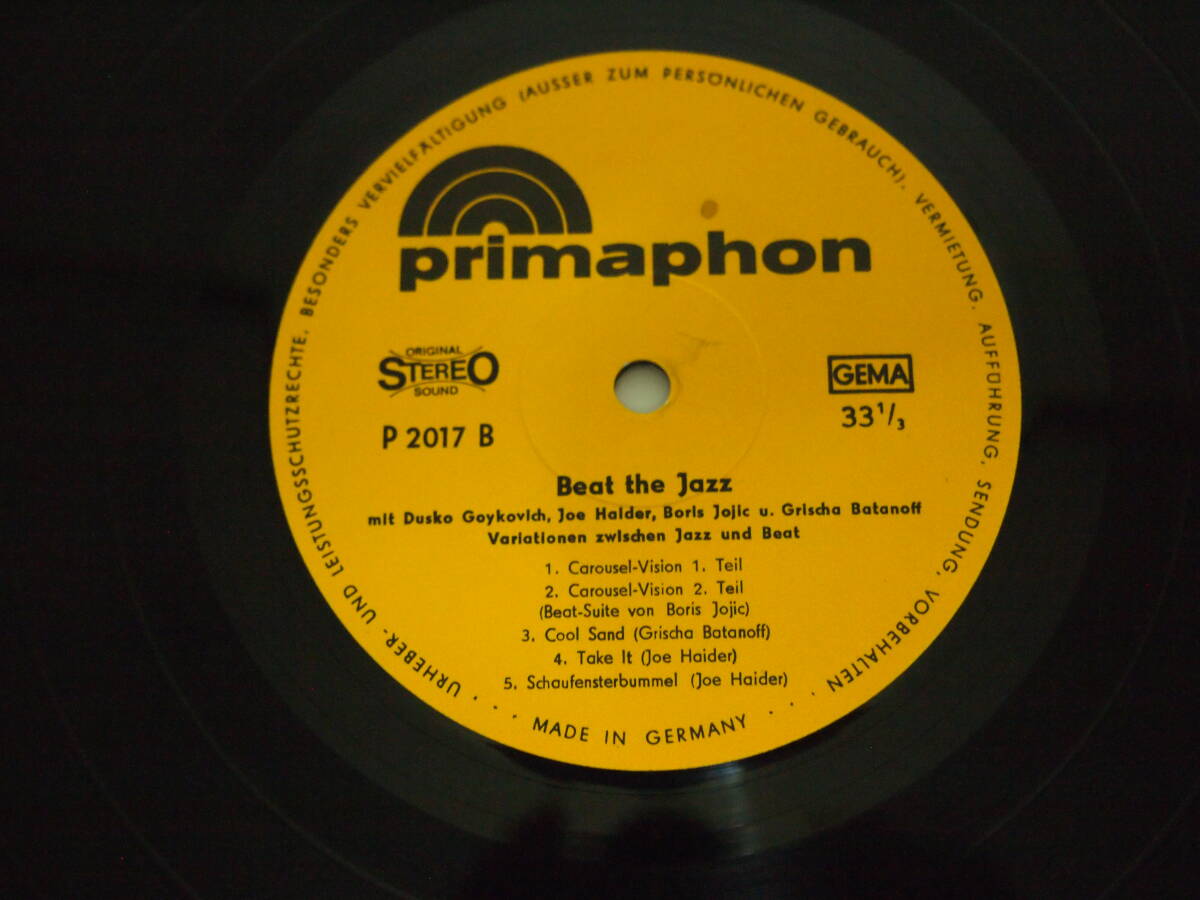 URHEBER- UND LEISTUNGSSCHUTZRECHTE. BESONDERS VERVIELFÄLTIGUNG (AUSSER ZUM PERSÖNLICHEN GEBRAUCH), VERMIETUNG, AUFFÜHRUNG, SENDUNG, VORBEHALTEN
primaphon
ORIGINAL
STEREO
SOUND
P 2017 B
GEMA
33¹/₃
Beat the Jazz
mit Dusko Goykovich, Joe Haider, Boris Jojic u. Grischa Batanoff
Variationen zwischen Jazz und Beat
1. Carousel-Vision 1. Teil
2. Carousel-Vision 2. Teil
(Beat-Suite von Boris Jojic)
3. Cool Sand (Grischa Batanoff)
4. Take It (Joe Haider)
5. Schaufensterbummel (Joe Haider)
. . . MADE IN GERMANY . . .